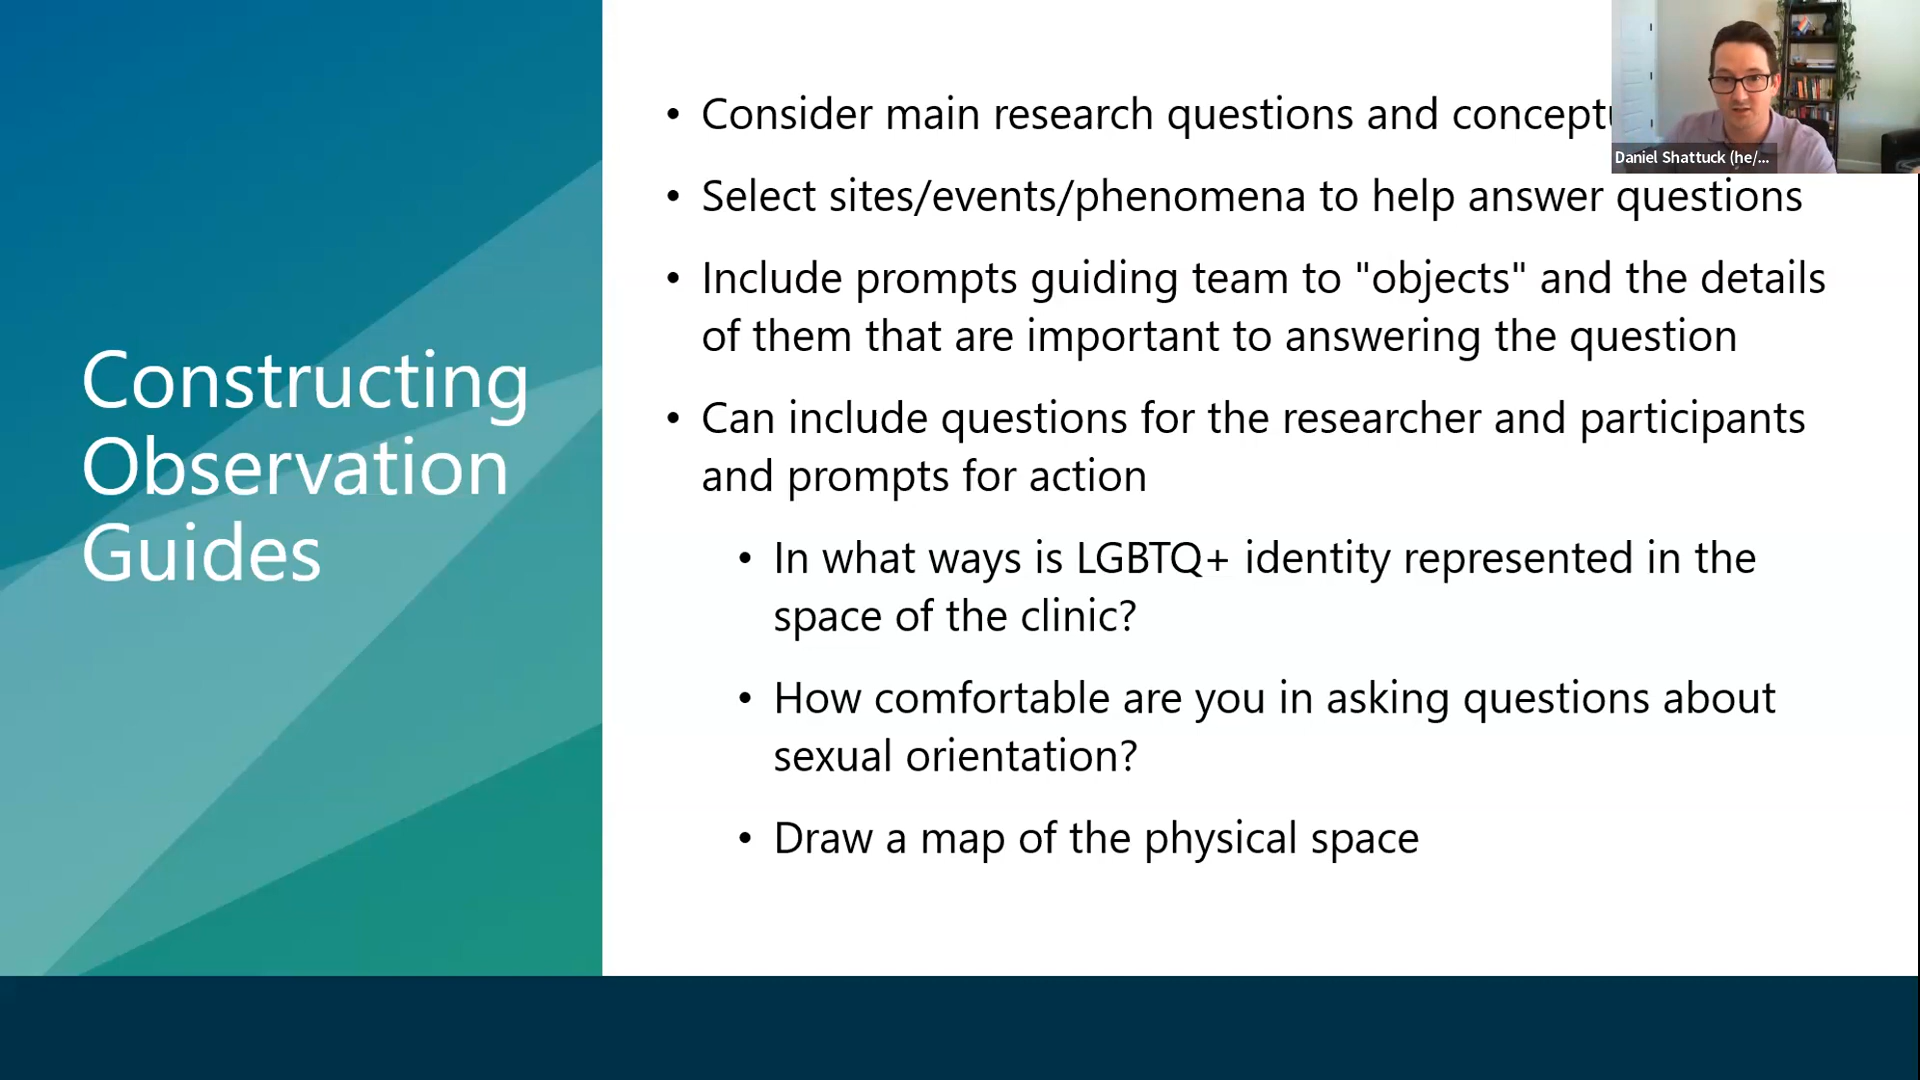 Constructing
Observation
Guides
• Consider main research questions and
• Select sites/events/phenomena to help answer questions
• Include prompts guiding team to "objects" and the details
of them that are important to answering the question
• Can include questions for the researcher and participants
and prompts for action
• In what ways is LGBTQ+ identity represented in the
space of the clinic?
• How comfortable are you in asking questions about
sexual orientation?
• Draw a map of the physical space
Daniel Shattuck (he/...